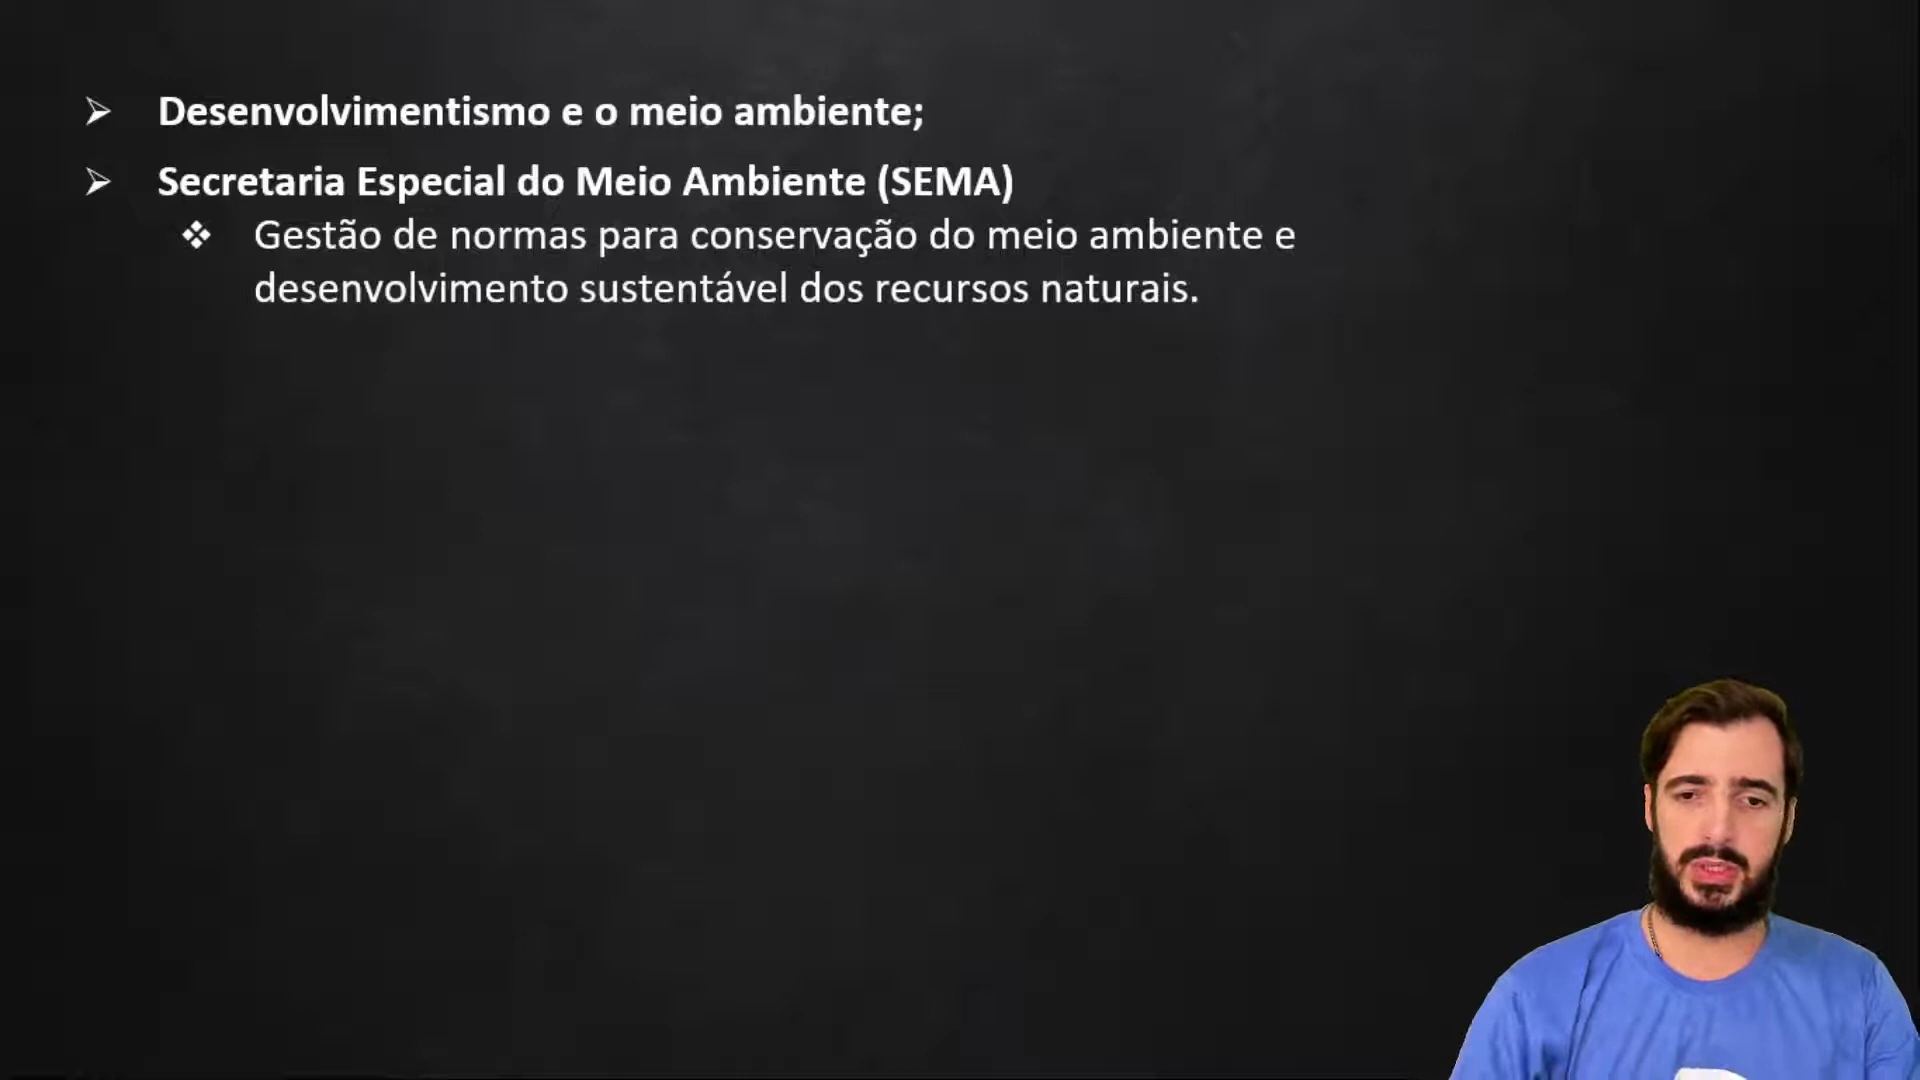 Desenvolvimentismo e o meio ambiente;
Secretaria Especial do Meio Ambiente (SEMA)
Gestão de normas para conservação do meio ambiente e
desenvolvimento sustentável dos recursos naturais.